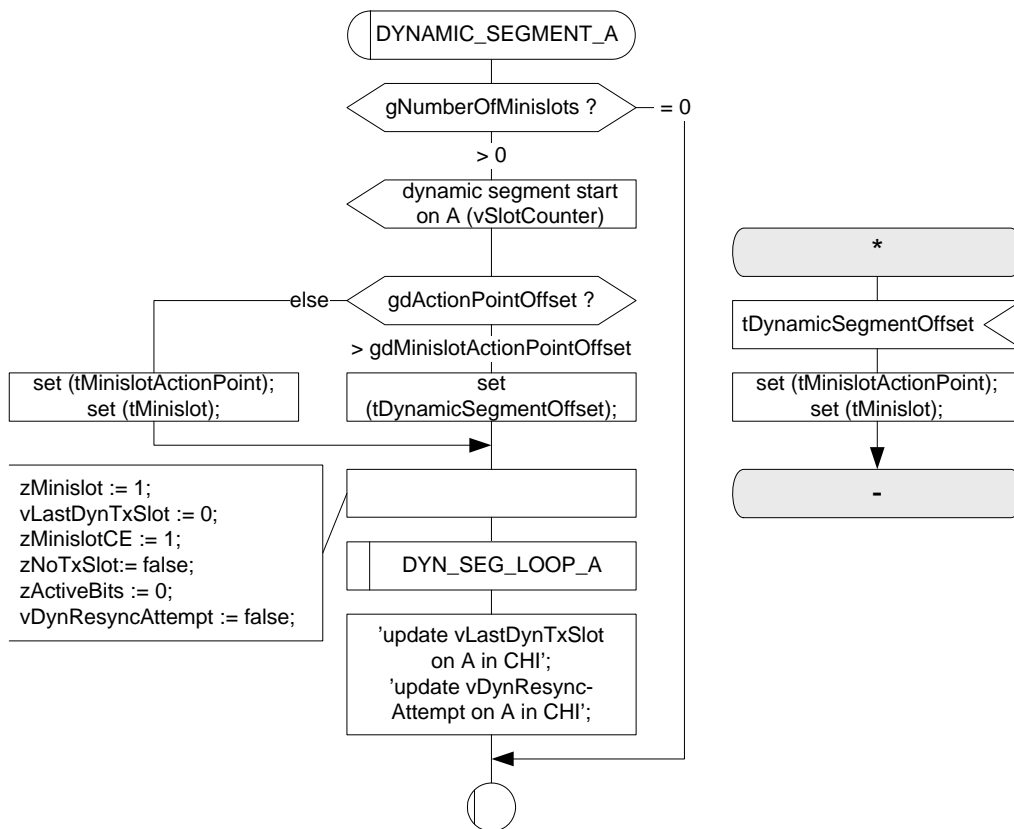 DYNAMIC_SEGMENT_A
gNumberOfMinislots ?
= 0
> 0
dynamic segment start
on A (vSlotCounter)
else
gdActionPointOffset ?
> gdMinislotActionPointOffset
set (tMinislotActionPoint);
set (tMinislot);
set
(tDynamicSegmentOffset);
zMinislot := 1;
vLastDynTxSlot := 0;
zMinislotCE := 1;
zNoTxSlot:= false;
zActiveBits := 0;
vDynResyncAttempt := false;
DYN_SEG_LOOP_A
’update vLastDynTxSlot
on A in CHI’;
’update vDynResync-
Attempt on A in CHI’;
*
tDynamicSegmentOffset
set (tMinislotActionPoint);
set (tMinislot);
-